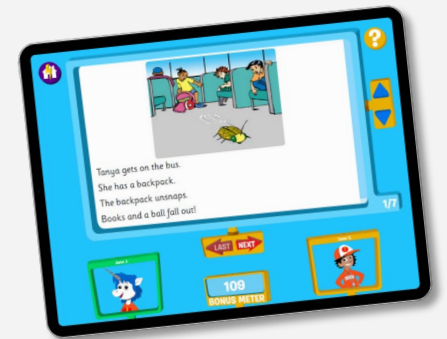 ?
Tanya gets on the bus.
She has a backpack.
The backpack unsnaps.
Books and a ball fall out!
1/7
LAST NEXT
109
BONUS METER